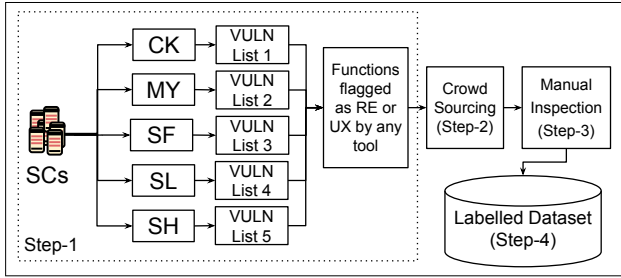 SCs
Step-1
CK
VULN
List 1
MY
VULN
List 2
SF
VULN
List 3
SL
VULN
List 4
SH
VULN
List 5
Functions
flagged
as RE or
UX by any
tool
Crowd
Sourcing
(Step-2)
Manual
Inspection
(Step-3)
Labelled Dataset
(Step-4)